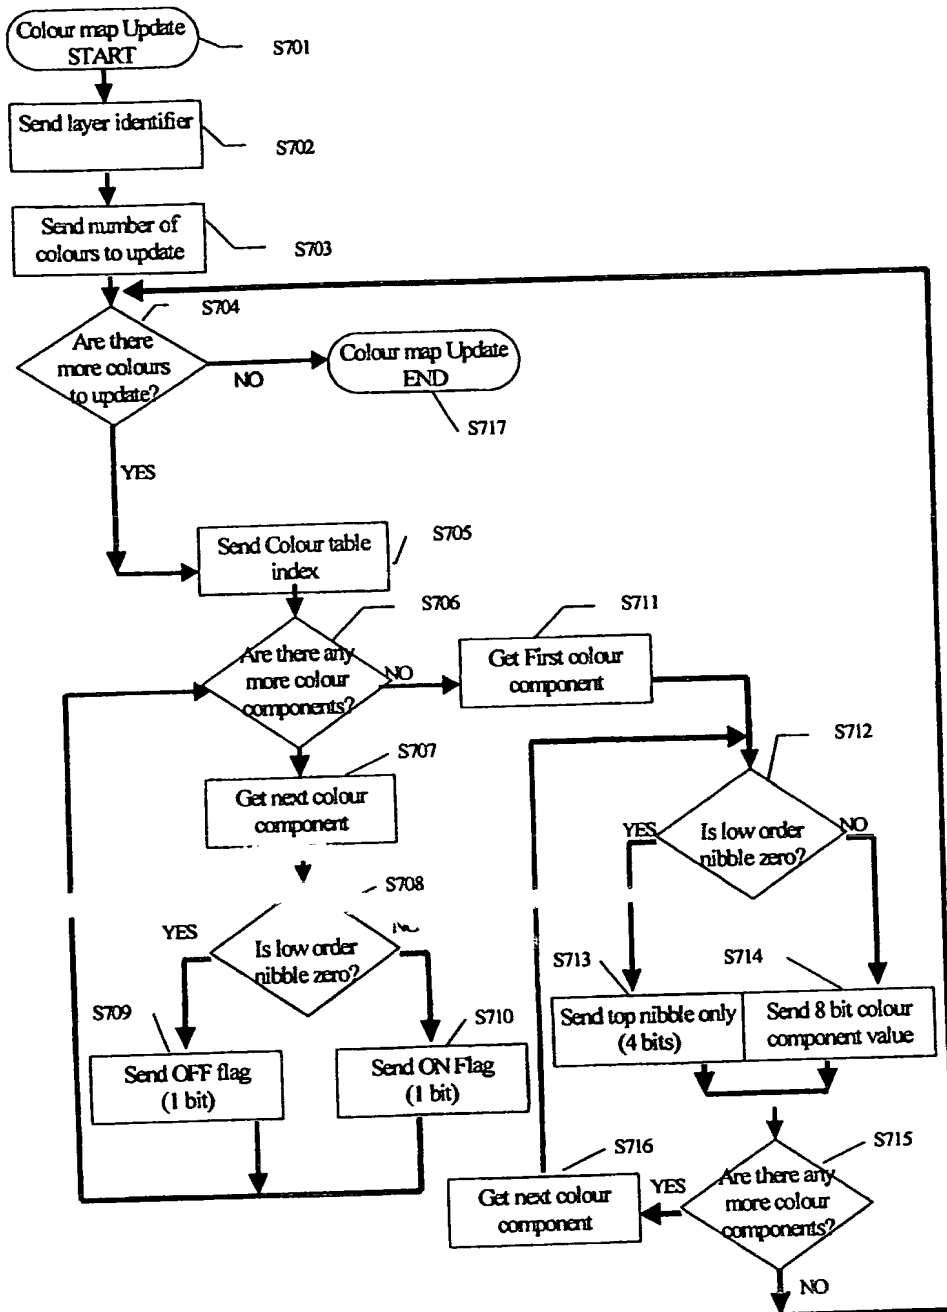 Colour map Update
START
S701
Send layer identifier
S702
Send number of
colours to update
S703
S704
Are there
more colours
to update?
NO
Colour map Update
END
S717
YES
Send Colour table
index
S705
S706
Are there any
more colour
components?
NO
S711
Get First colour
component
S707
Get next colour
component
S712
Is low order
nibble zero?
YES
NO
S708
Is low order
nibble zero?
YES
S709
S710
Send OFF flag
(1 bit)
Send ON Flag
(1 bit)
S713
S714
Send top nibble only
(4 bits)
Send 8 bit colour
component value
S715
Are there any
more colour
components?
YES
S716
Get next colour
component
NO